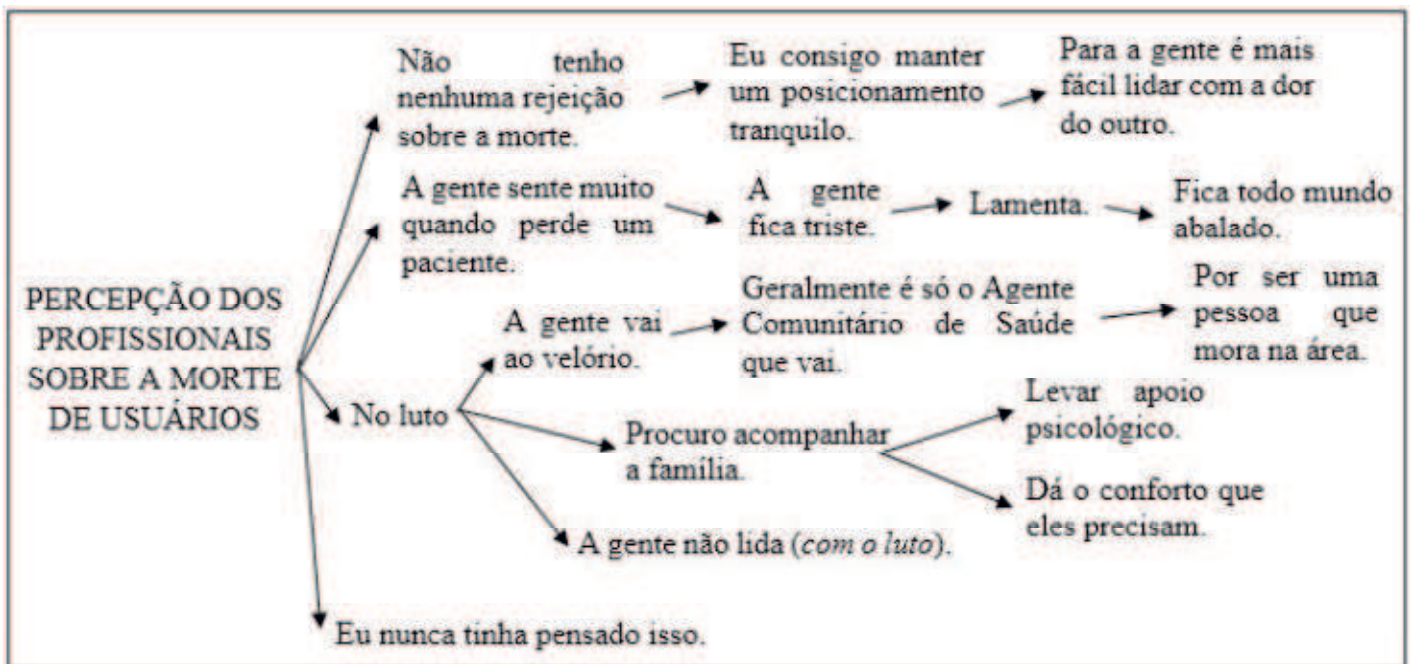 Não tenho
nenhuma rejeição
sobre a morte.
Eu consigo manter
um posicionamento
tranquilo.
Para a gente é mais
fácil lidar com a dor
do outro.
A gente sente muito
quando perde um
paciente.
A gente
fica triste.
Lamenta.
Fica todo mundo
abalado.
PERCEPÇÃO DOS
PROFISSIONAIS
SOBRE A MORTE
DE USUÁRIOS
No luto
A gente vai
ao velório.
Geralmente é só o Agente
Comunitário de Saúde
que vai.
Por ser uma
pessoa que
mora na área.
Procuro acompanhar
a família.
Levar apoio
psicológico.
Dá o conforto que
eles precisam.
A gente não lida (com o luto).
Eu nunca tinha pensado isso.